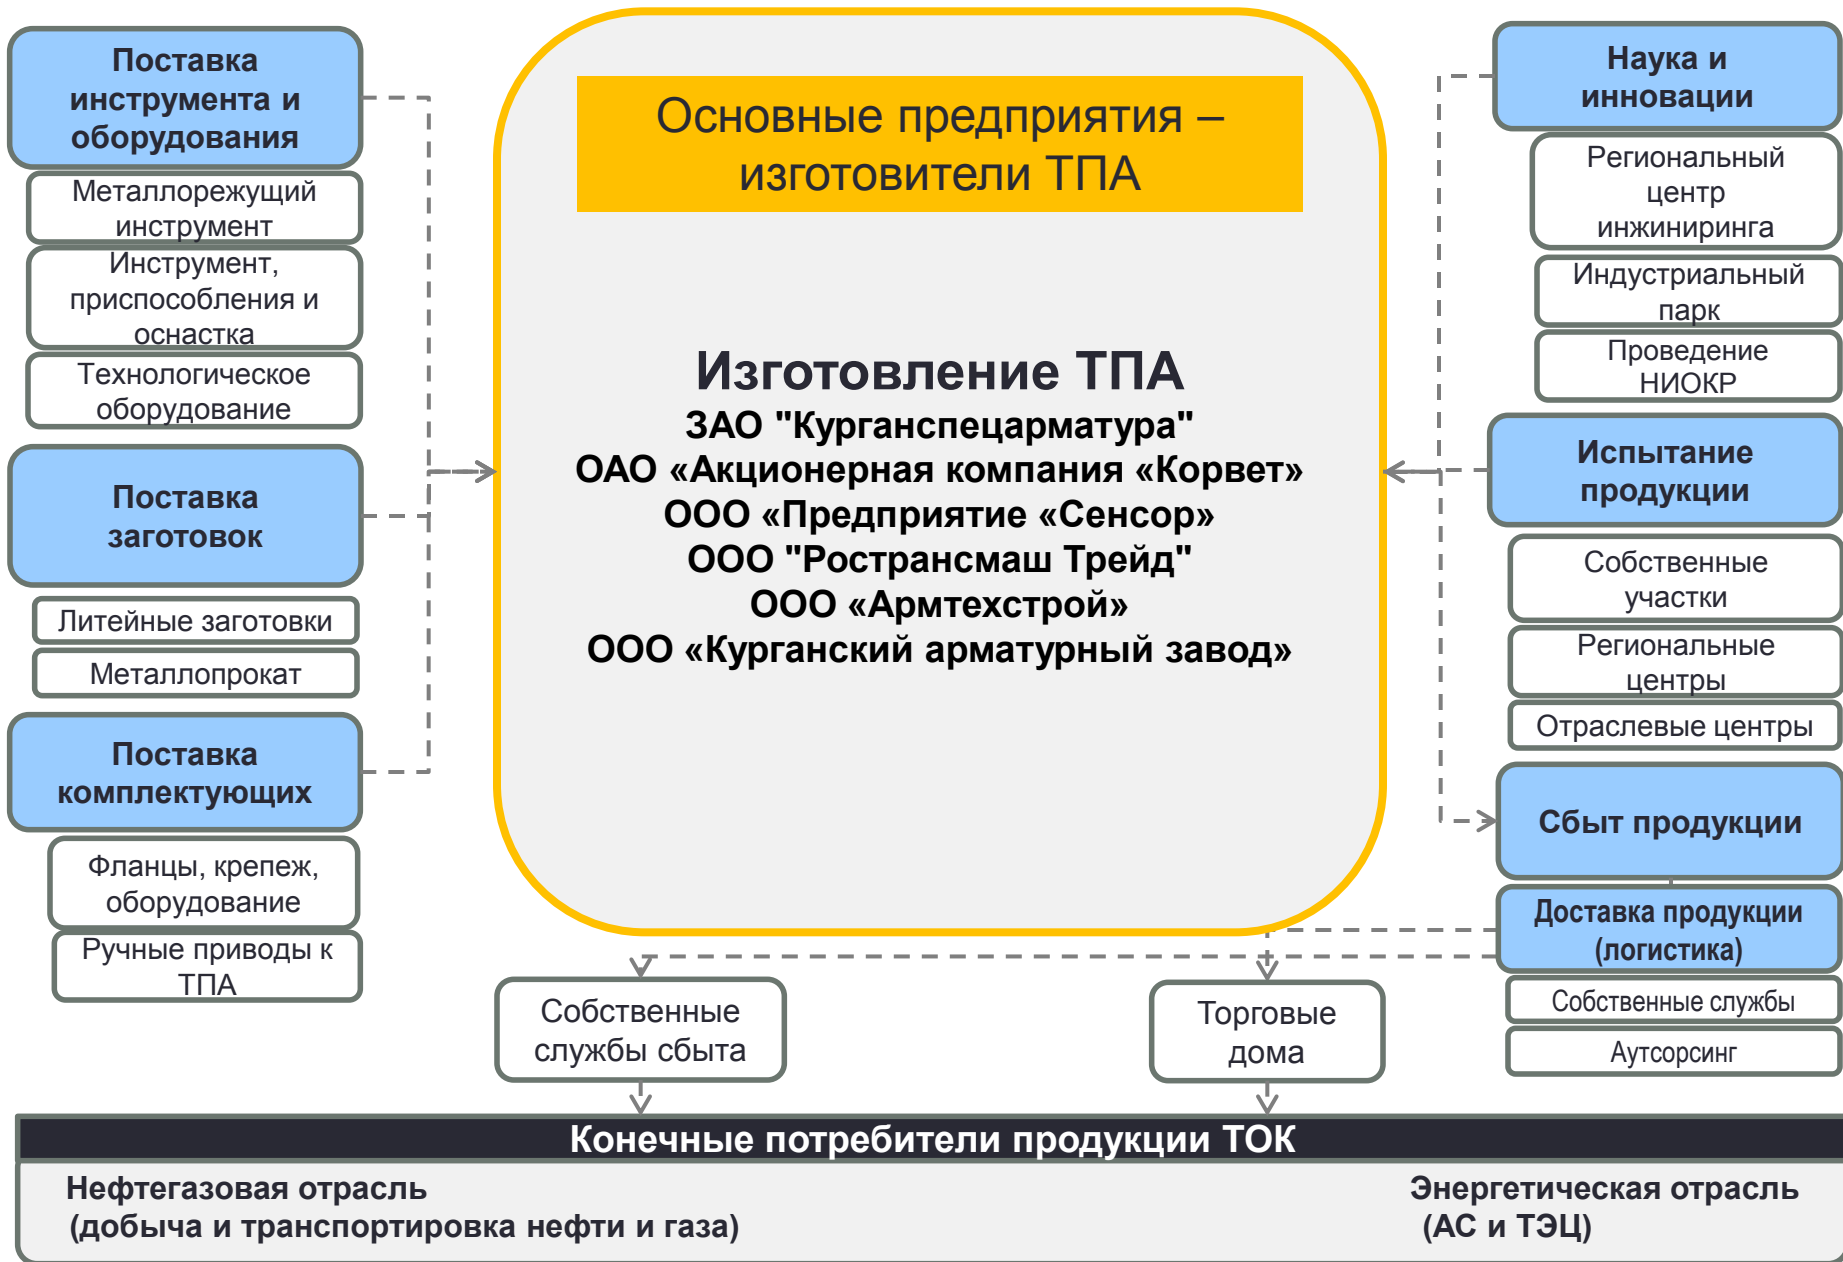 Поставка
инструмента и
оборудования
Металлорежущий
инструмент
Инструмент,
приспособления и
оснастка
Технологическое
оборудование
Поставка
заготовок
Литейные заготовки
Металлопрокат
Поставка
комплектующих
Фланцы, крепеж,
оборудование
Ручные приводы к
ТПА
Основные предприятия –
изготовители ТПА
Изготовление ТПА
ЗАО "Курганспецарматура"
ОАО «Акционерная компания «Корвет»
ООО «Предприятие «Сенсор»
ООО "Ространсмаш Трейд"
ООО «Армтехстрой»
ООО «Курганский арматурный завод»
Наука и
инновации
Региональный
центр
инжиниринга
Индустриальный
парк
Проведение
НИОКР
Испытание
продукции
Собственные
участки
Региональные
центры
Отраслевые центры
Сбыт продукции
Доставка продукции
(логистика)
Собственные службы
Аутсорсинг
Собственные
службы сбыта
Торговые
дома
Конечные потребители продукции ТОК
Нефтегазовая отрасль
(добыча и транспортировка нефти и газа)
Энергетическая отрасль
(АС и ТЭЦ)